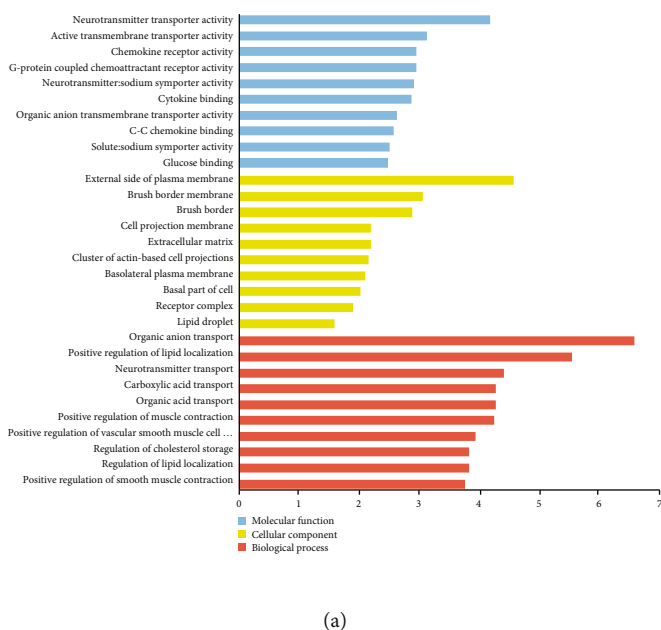 Neurotransmitter transporter activity
Active transmembrane transporter activity
Chemokine receptor activity
G-protein coupled chemoattractant receptor activity
Neurotransmitter:sodium symporter activity
Cytokine binding
Organic anion transmembrane transporter activity
C-C chemokine binding
Solute:sodium symporter activity
Glucose binding
External side of plasma membrane
Brush border membrane
Brush border
Cell projection membrane
Extracellular matrix
Cluster of actin-based cell projections
Basolateral plasma membrane
Basal part of cell
Receptor complex
Lipid droplet
Organic anion transport
Positive regulation of lipid localization
Neurotransmitter transport
Carboxylic acid transport
Organic acid transport
Positive regulation of muscle contraction
Positive regulation of vascular smooth muscle cell …
Regulation of cholesterol storage
Regulation of lipid localization
Positive regulation of smooth muscle contraction
0 1 2 3 4 5 6 7
Molecular function
Cellular component
Biological process
(a)